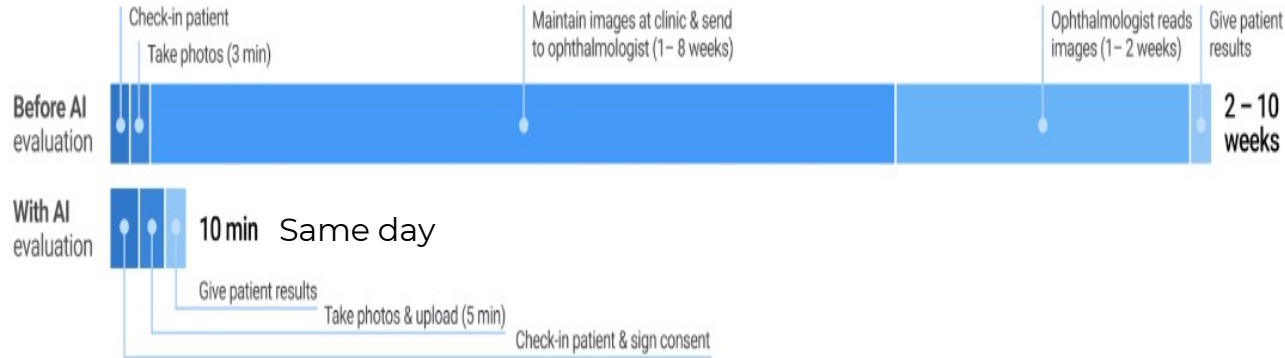 Check-in patient
Take photos (3 min)
Maintain images at clinic & send
to ophthalmologist (1– 8 weeks)
Ophthalmologist reads
images (1– 2 weeks)
Give patient
results
Before AI
evaluation
2 – 10
weeks
With AI
evaluation
10 min Same day
Give patient results
Take photos & upload (5 min)
Check-in patient & sign consent